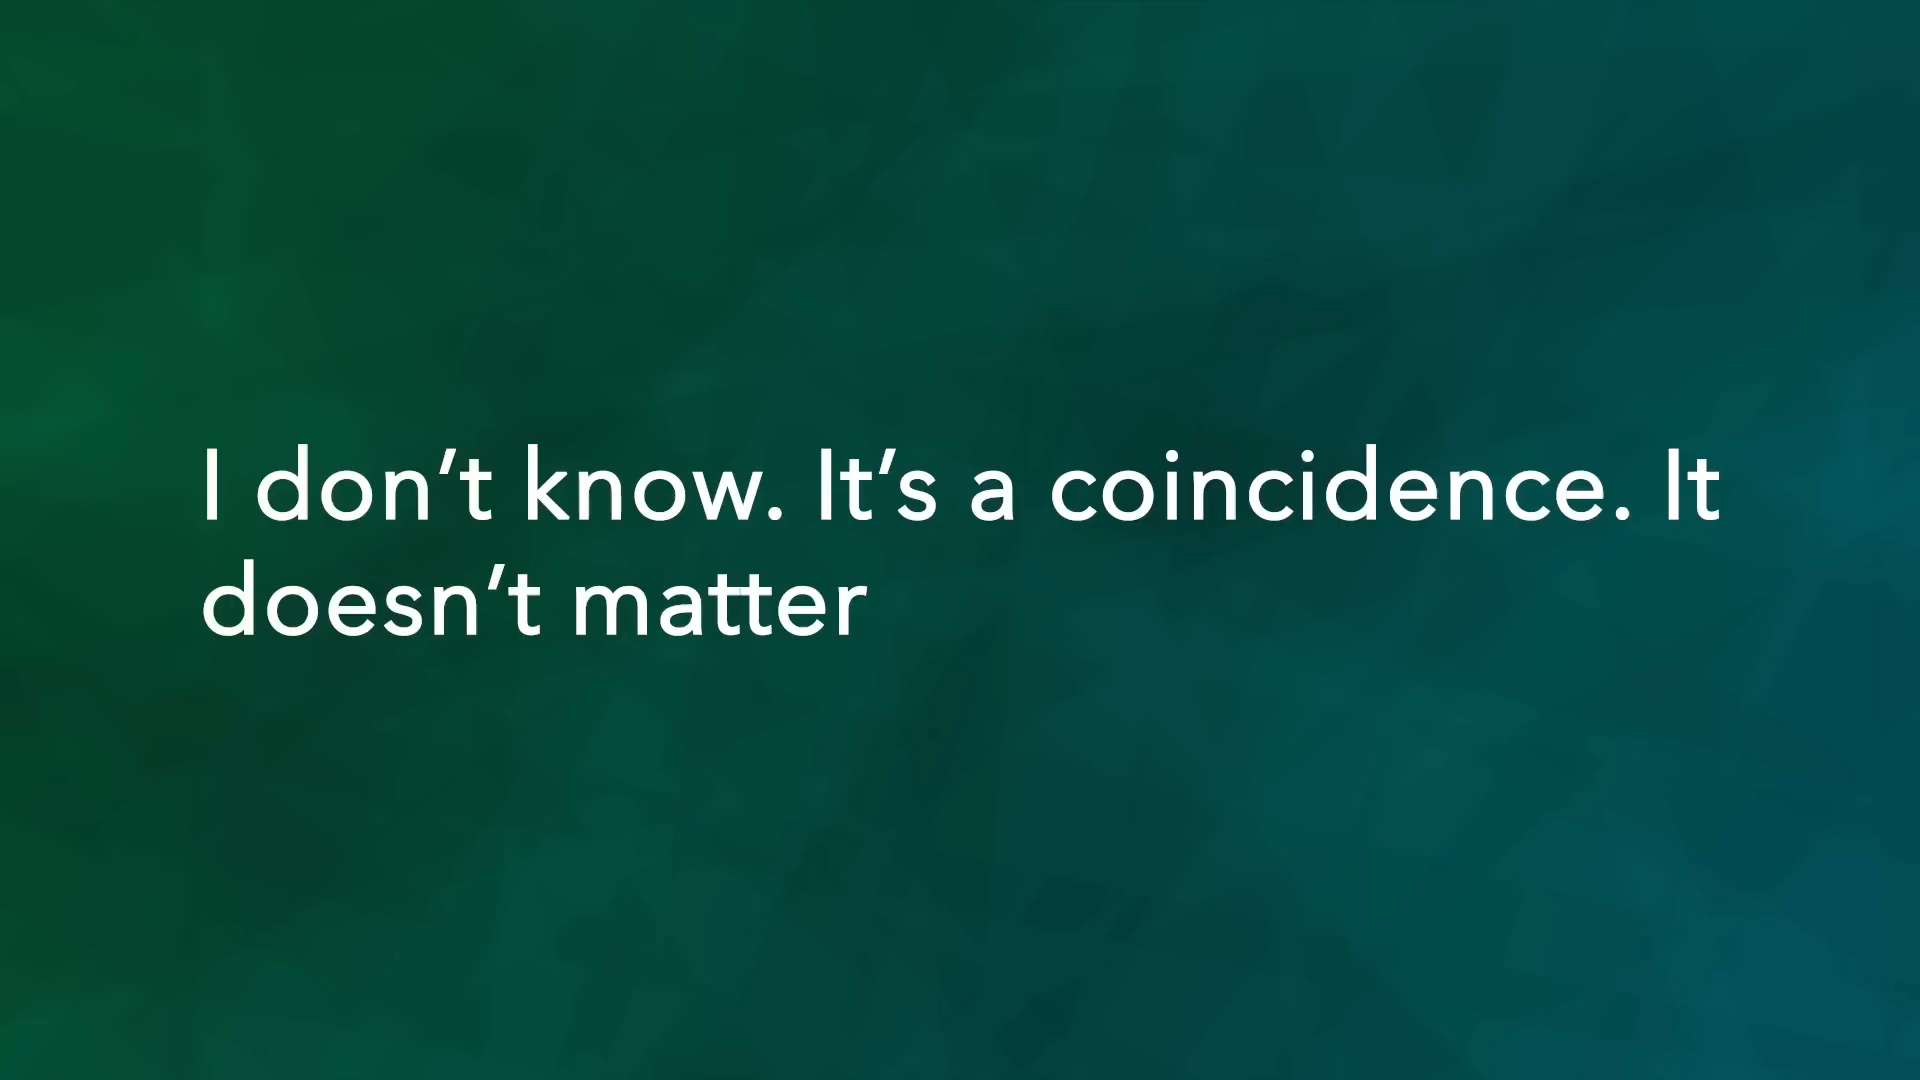 I don’t know. It’s a coincidence. It
doesn’t matter